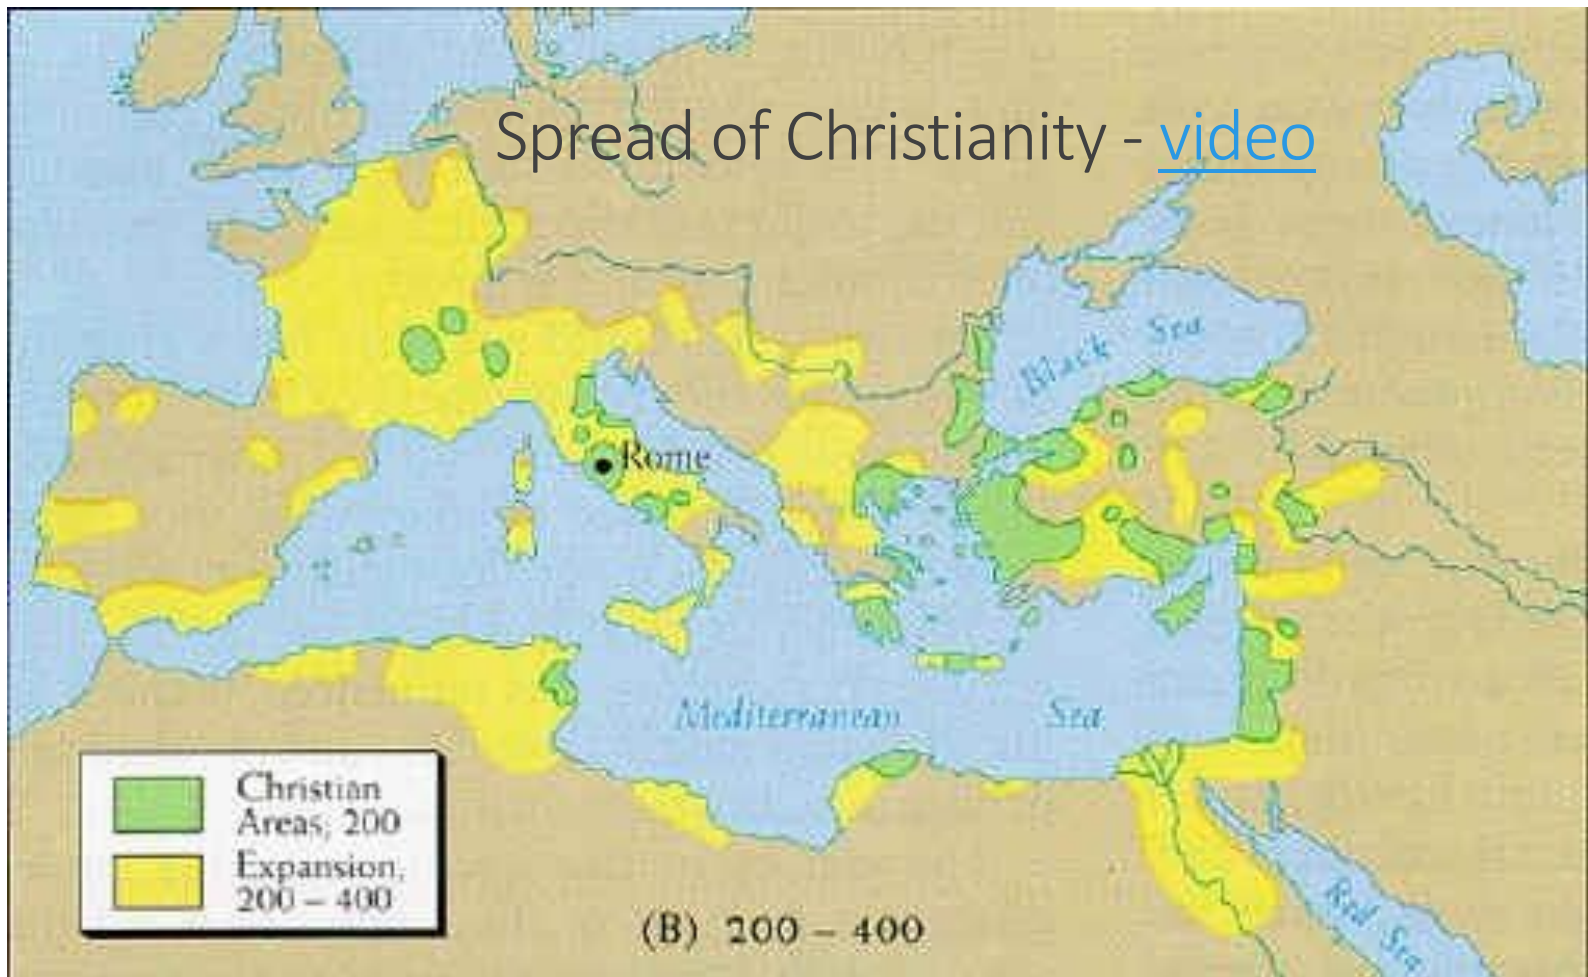 Spread of Christianity - video
Black Sea
Rome
Mediterranean Sea
Christian
Areas, 200
Expansion,
200 – 400
(B) 200 – 400
Red Sea